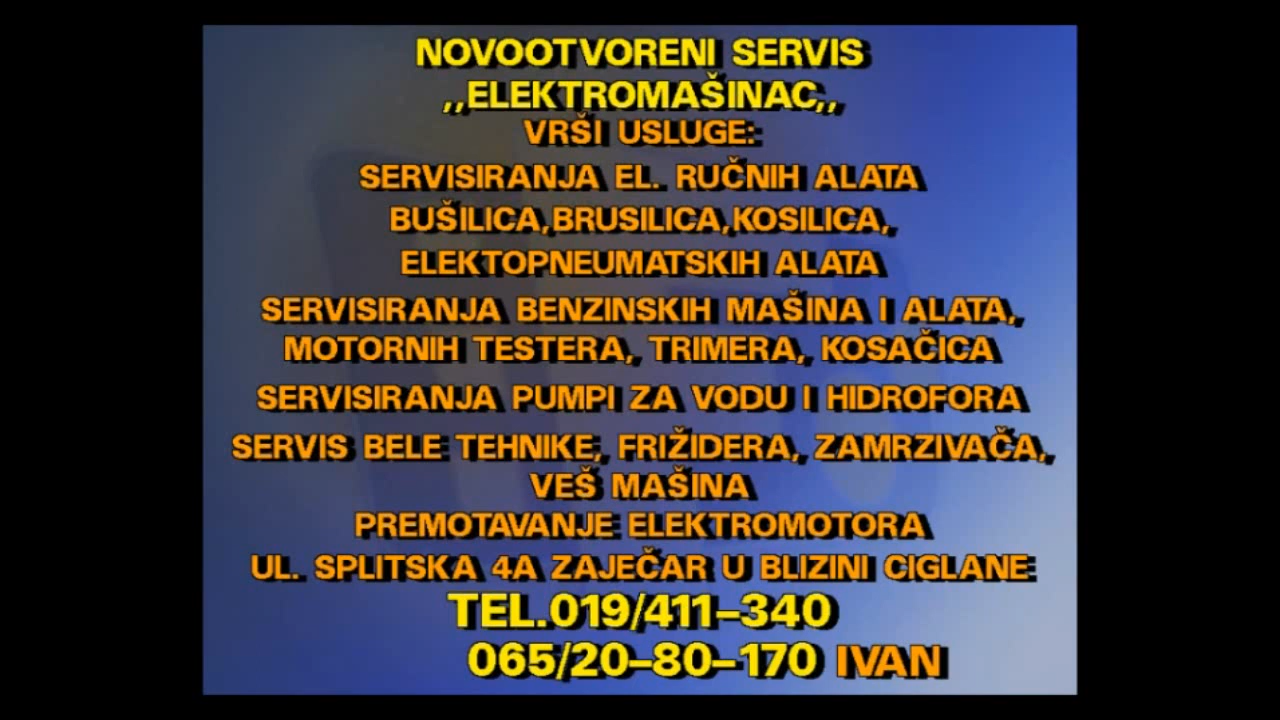 NOVOOTVORENI SERVIS
,,ELEKTROMAŠINAC,,
VRŠI USLUGE:
SERVISIRANJA EL. RUČNIH ALATA
BUŠILICA,BRUSILICA,KOSILICA,
ELEKTOPNEUMATSKIH ALATA
SERVISIRANJA BENZINSKIH MAŠINA I ALATA,
MOTORNIH TESTERA, TRIMERA, KOSAČICA
SERVISIRANJA PUMPI ZA VODU I HIDROFORA
SERVIS BELE TEHNIKE, FRIŽIDERA, ZAMRZIVAČA,
VEŠ MAŠINA
PREMOTAVANJE ELEKTROMOTORA
UL. SPLITSKA 4A ZAJEČAR U BLIZINI CIGLANE
TEL.019/411–340
065/20–80–170 IVAN